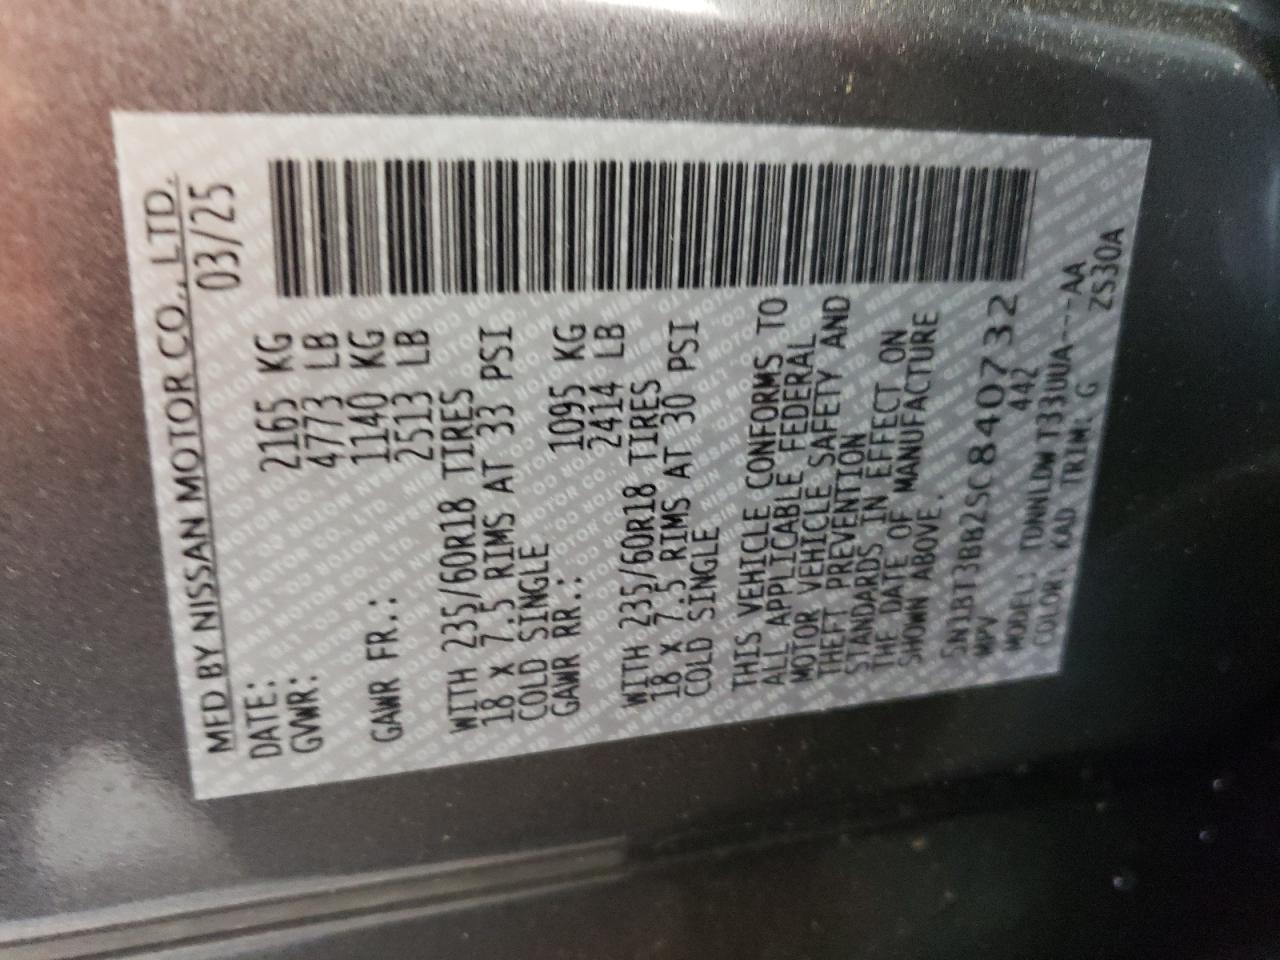 MFD BY NISSAN MOTOR CO., LTD.
DATE: 03/25
GVWR: 2165 KG
4773 LB
GAWR FR.: 1140 KG
2513 LB
WITH 235/60R18 TIRES
18 x 7.5 RIMS AT 33 PSI
COLD SINGLE
GAWR RR.: 1095 KG
2414 LB
WITH 235/60R18 TIRES
18 x 7.5 RIMS AT 30 PSI
COLD SINGLE
THIS VEHICLE CONFORMS TO
ALL APPLICABLE FEDERAL
MOTOR VEHICLE SAFETY AND
THEFT PREVENTION
STANDARDS IN EFFECT ON
THE DATE OF MANUFACTURE
SHOWN ABOVE.
5N1BT3BB2SC840732
MPV 442
MODEL: TDNNLDWT33UUA---AA
COLOR: KAD TRIM: G ZS30A